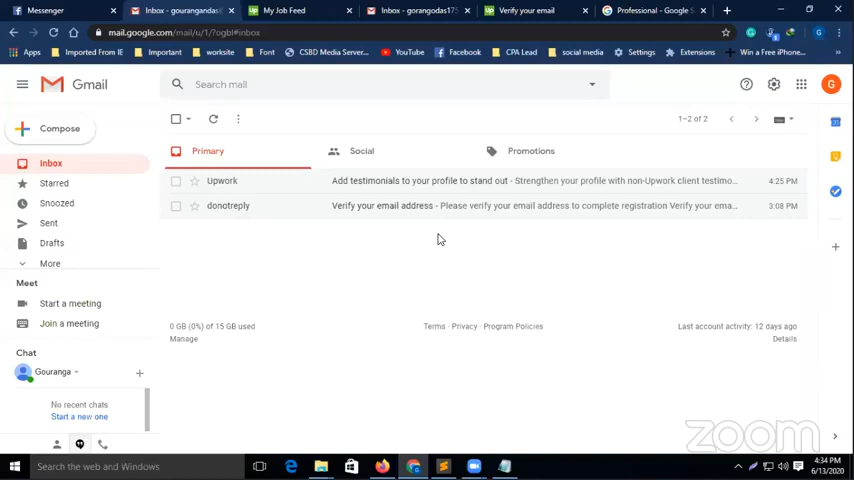 Messenger
Inbox - gourangandas8
My Job Feed
Inbox - gorangodas175
Verify your email
Professional - Google S
G
mail.google.com/mail/u/1/?ogbl#inbox
Apps
Imported From IE
Important
worksite
Font
CSBD Media Server...
YouTube
Facebook
CPA Lead
social media
Settings
Extensions
Win a Free iPhone...
Gmail
Search mail
G
Compose
1–2 of 2
Primary
Social
Promotions
Inbox
Starred
Snoozed
Sent
Drafts
More
Upwork
Add testimonials to your profile to stand out - Strengthen your profile with non-Upwork client testimo...
4:25 PM
donotreply
Verify your email address - Please verify your email address to complete registration Verify your ema...
3:08 PM
Meet
Start a meeting
Join a meeting
0 GB (0%) of 15 GB used
Manage
Terms · Privacy · Program Policies
Last account activity: 12 days ago
Details
Chat
Gouranga
No recent chats
Start a new one
zoom
Search the web and Windows
4:34 PM
6/13/2020